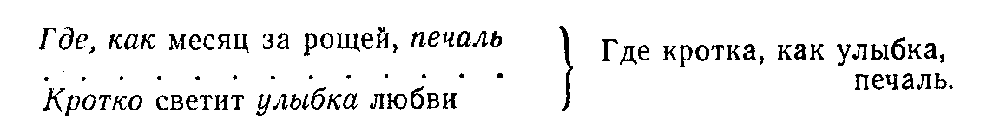 Где, как месяц за рощей, печаль
. . . . . . . . . . . . . . .
Кротко светит улыбка любви
Где кротка, как улыбка,
печаль.